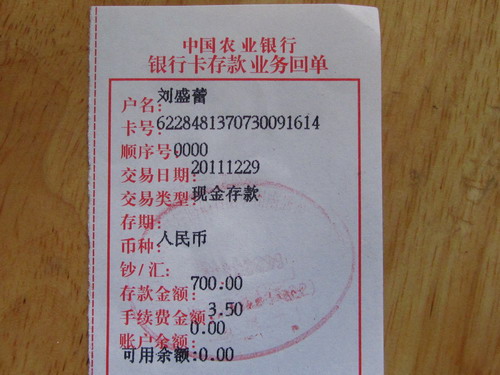 中国农业银行
银行卡存款业务回单
户名:刘盛蕾
卡号:6228481370730091614
顺序号:0000
交易日期:20111229
交易类型:现金存款
存期:
币种:人民币
钞/汇:
存款金额:700.00
手续费金额:3.50
账户余额:0.00
可用余额:0.00